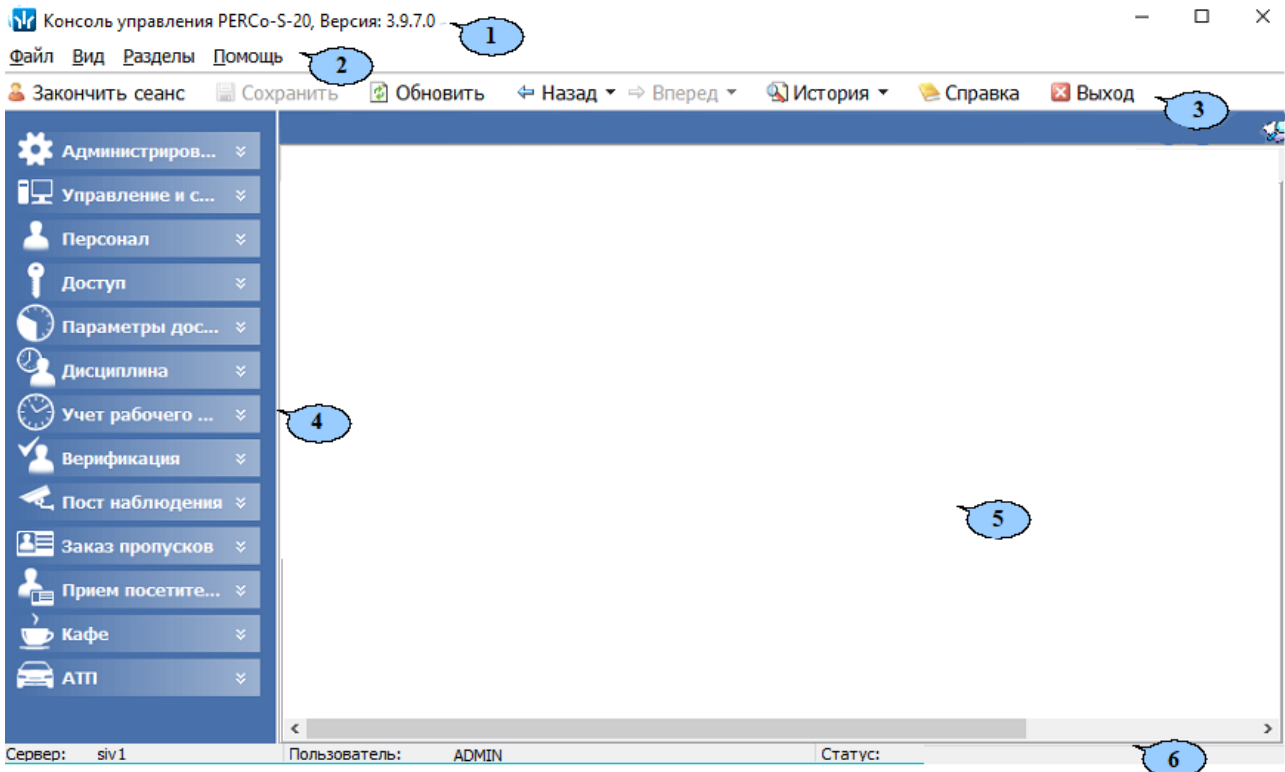 Консоль управления PERCo-S-20, Версия: 3.9.7.0
1
Файл Вид Разделы Помощь
2
Закончить сеанс Сохранить Обновить Назад Вперед История Справка Выход
3
Администриров...
Управление и с...
Персонал
Доступ
Параметры дос...
Дисциплина
Учет рабочего ...
4
Верификация
Пост наблюдения
5
Заказ пропусков
Прием посетите...
Кафе
АТП
Сервер: siv1 Пользователь: ADMIN Статус:
6